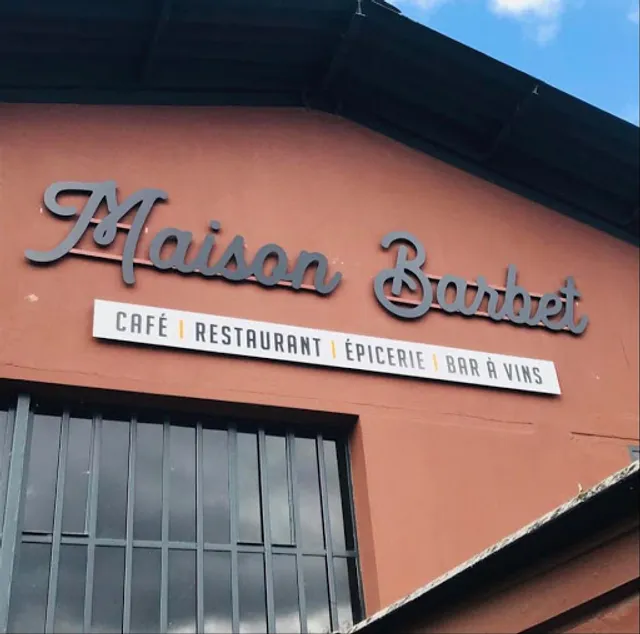 Maison Barbet
CAFÉ | RESTAURANT | ÉPICERIE | BAR À VINS